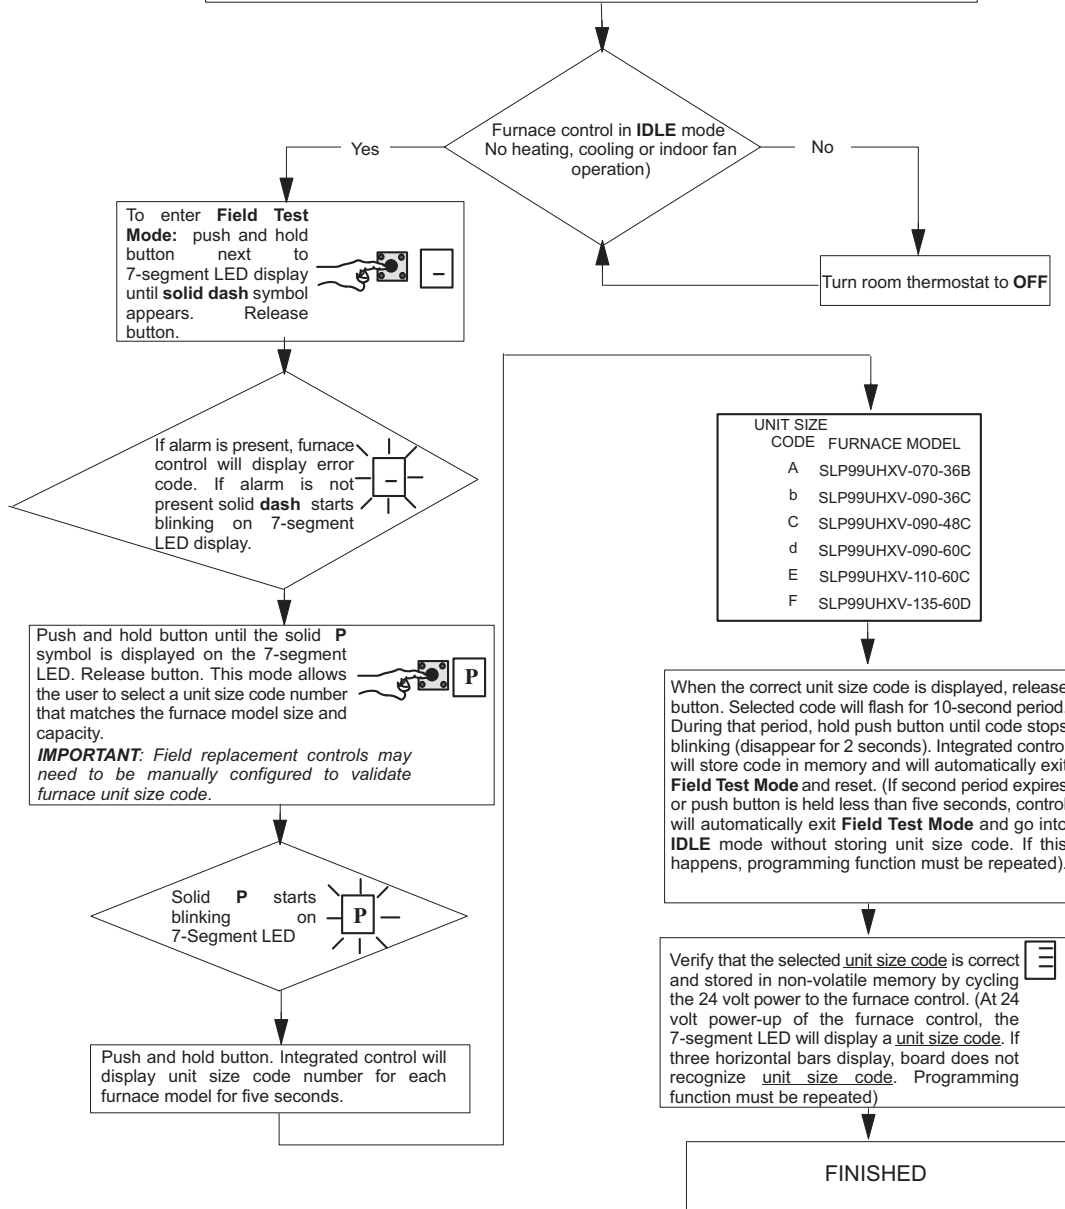 Furnace control in IDLE mode
No heating, cooling or indoor fan
operation)
Yes
No
To enter Field Test
Mode: push and hold
button next to
7-segment LED display
until solid dash symbol
appears. Release
button.
–
Turn room thermostat to OFF
If alarm is present, furnace
control will display error
code. If alarm is not
present solid dash starts
blinking on 7-segment
LED display.
–
Push and hold button until the solid P
symbol is displayed on the 7-segment
LED. Release button. This mode allows
the user to select a unit size code number
that matches the furnace model size and
capacity.
IMPORTANT: Field replacement controls may
need to be manually configured to validate
furnace unit size code.
P
Solid P starts
blinking on
7-Segment LED
P
Push and hold button. Integrated control will
display unit size code number for each
furnace model for five seconds.
UNIT SIZE
CODE FURNACE MODEL
A SLP99UHXV-070-36B
b SLP99UHXV-090-36C
C SLP99UHXV-090-48C
d SLP99UHXV-090-60C
E SLP99UHXV-110-60C
F SLP99UHXV-135-60D
When the correct unit size code is displayed, release
button. Selected code will flash for 10-second period.
During that period, hold push button until code stops
blinking (disappear for 2 seconds). Integrated control
will store code in memory and will automatically exit
Field Test Mode and reset. (If second period expires
or push button is held less than five seconds, control
will automatically exit Field Test Mode and go into
IDLE mode without storing unit size code. If this
happens, programming function must be repeated).
Verify that the selected unit size code is correct
and stored in non-volatile memory by cycling
the 24 volt power to the furnace control. (At 24
volt power-up of the furnace control, the
7-segment LED will display a unit size code. If
three horizontal bars display, board does not
recognize unit size code. Programming
function must be repeated)
FINISHED